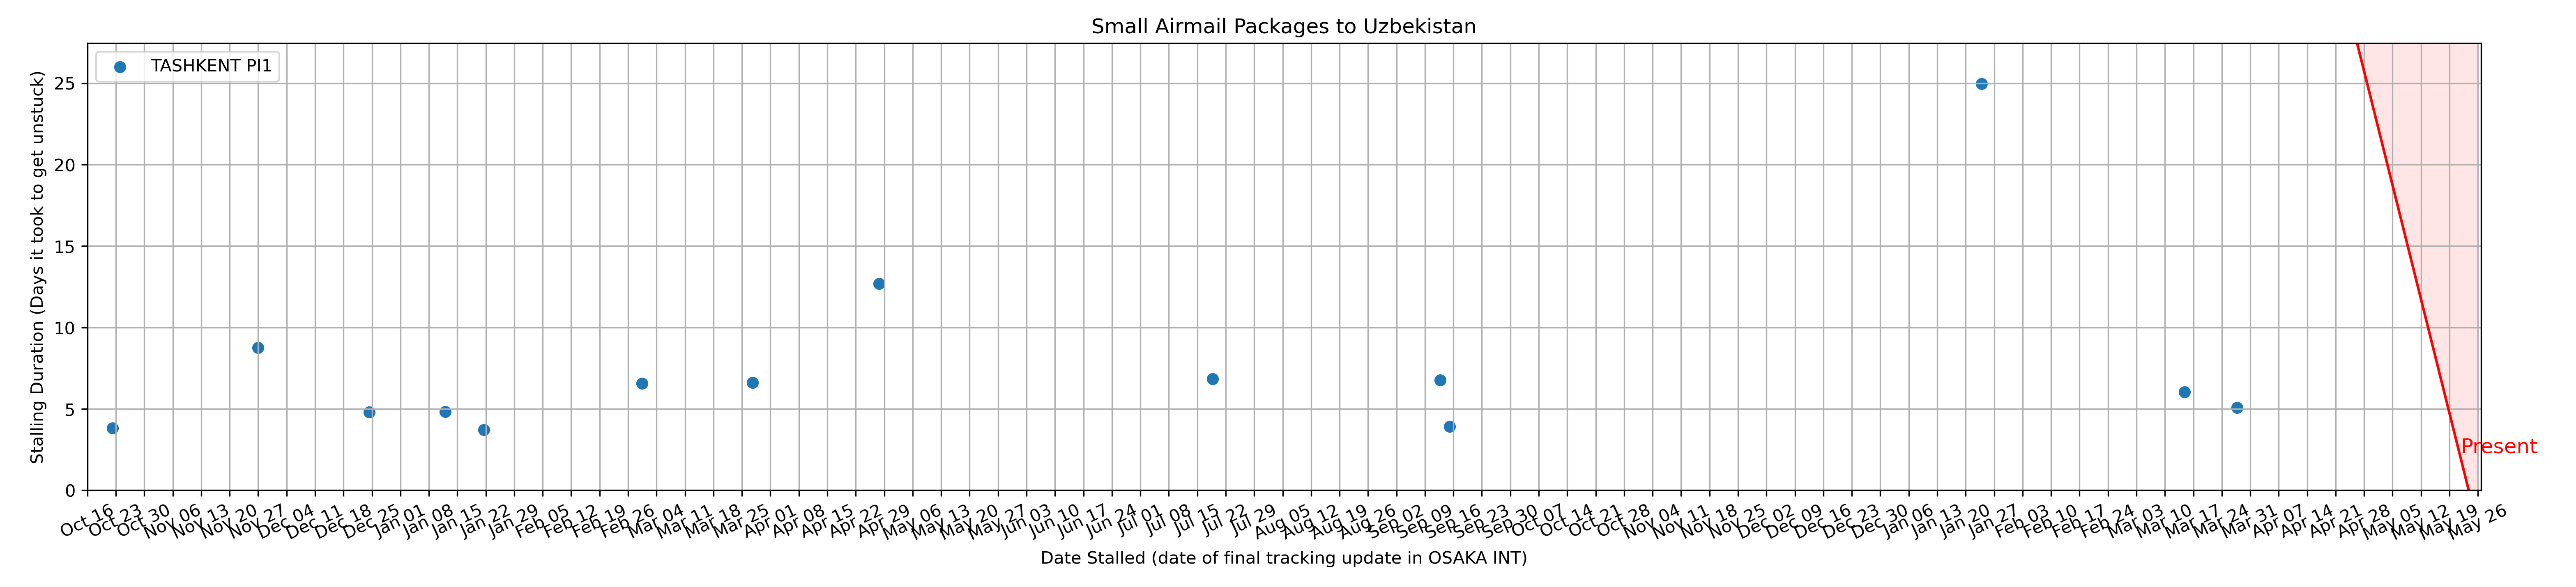 Small Airmail Packages to Uzbekistan
TASHKENT PI1
Stalling Duration (Days it took to get unstuck)
25
20
15
10
5
0
Present
Oct 16 Oct 23 Oct 30 Nov 06 Nov 13 Nov 20 Nov 27 Dec 04 Dec 11 Dec 18 Dec 25 Jan 01 Jan 08 Jan 15 Jan 22 Jan 29 Feb 05 Feb 12 Feb 19 Feb 26 Mar 04 Mar 11 Mar 18 Mar 25 Apr 01 Apr 08 Apr 15 Apr 22 Apr 29 May 06 May 13 May 20 May 27 Jun 03 Jun 10 Jun 17 Jun 24 Jul 01 Jul 08 Jul 15 Jul 22 Jul 29 Aug 05 Aug 12 Aug 19 Aug 26 Sep 02 Sep 09 Sep 16 Sep 23 Sep 30 Oct 07 Oct 14 Oct 21 Oct 28 Nov 04 Nov 11 Nov 18 Nov 25 Dec 02 Dec 09 Dec 16 Dec 23 Dec 30 Jan 06 Jan 13 Jan 20 Jan 27 Feb 03 Feb 10 Feb 17 Feb 24 Mar 03 Mar 10 Mar 17 Mar 24 Mar 31 Apr 07 Apr 14 Apr 21 Apr 28 May 05 May 12 May 19 May 26
Date Stalled (date of final tracking update in OSAKA INT)